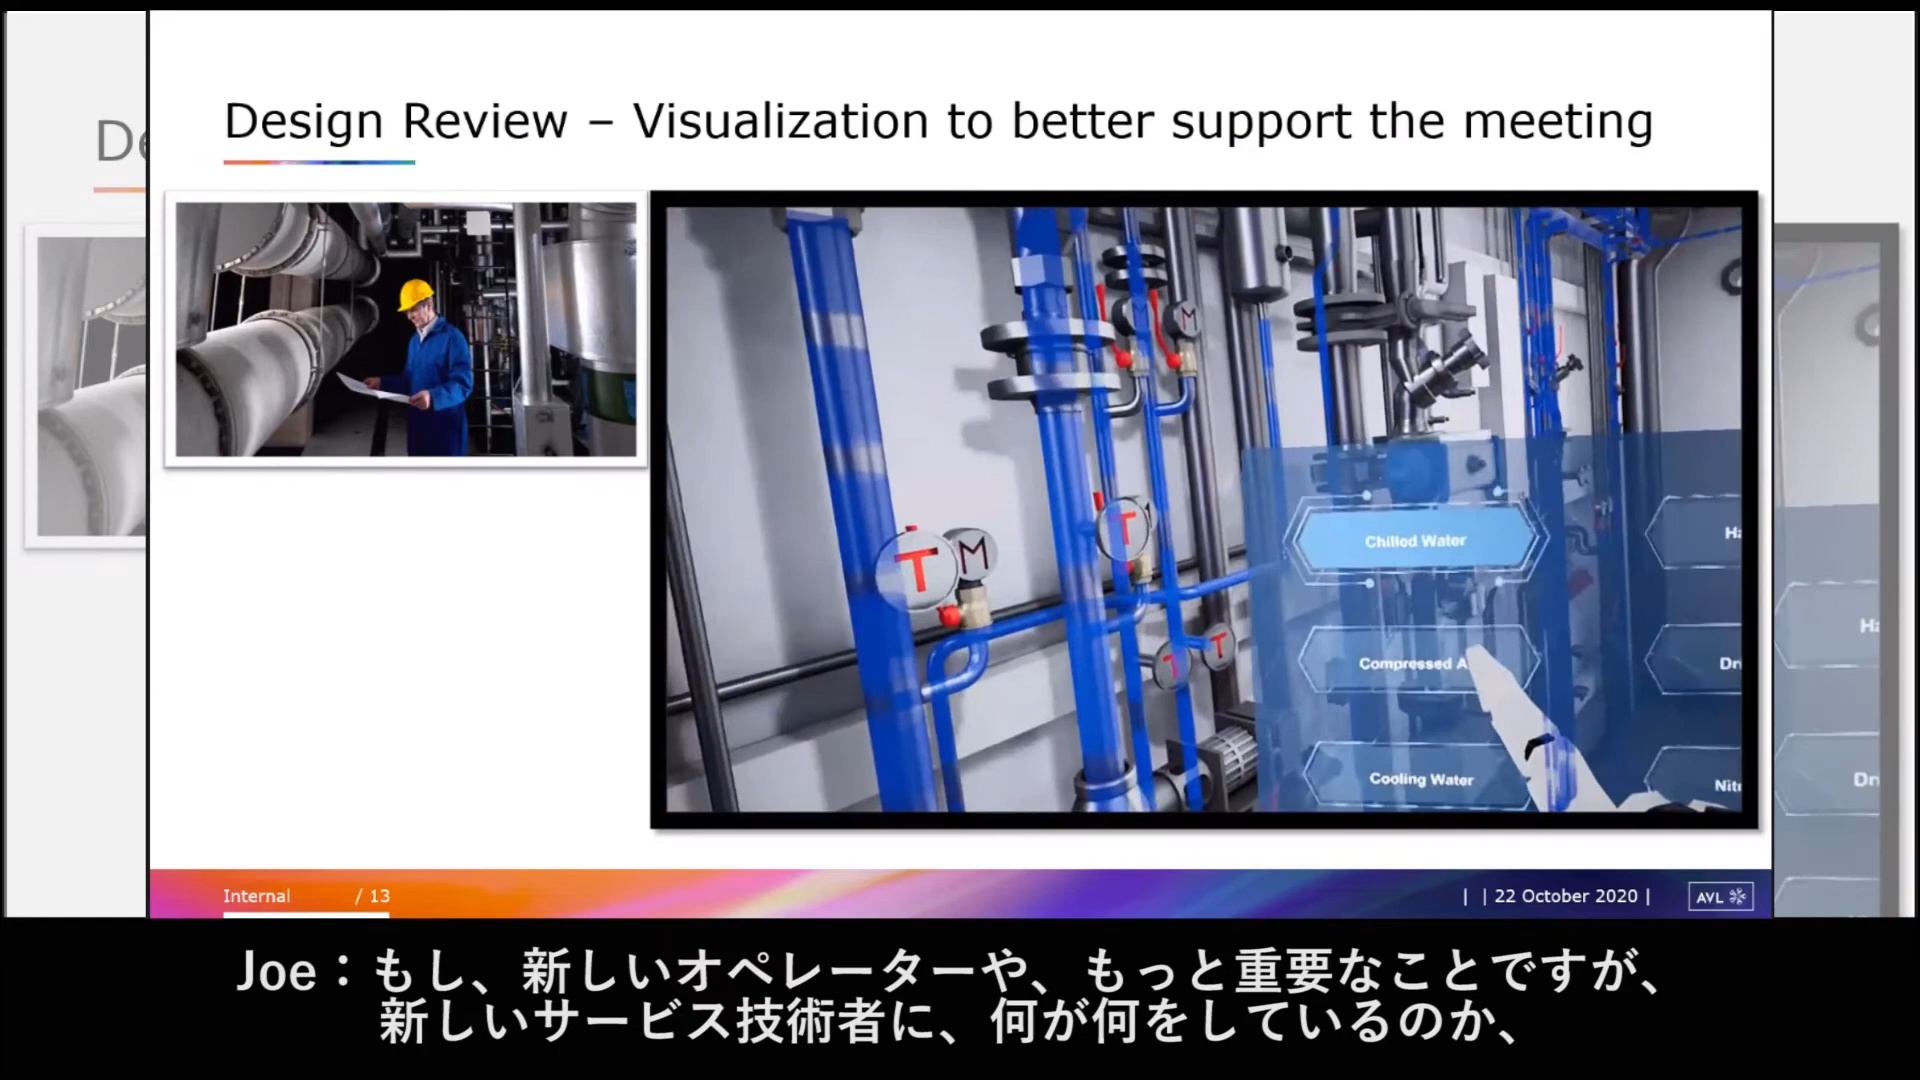 Design Review – Visualization to better support the meeting
M
M
T
T M
T
T
Chilled Water
Compressed A
Cooling Water
Ha
Dr
Nit
Internal / 13
| | 22 October 2020 |
AVL
Joe：もし、新しいオペレーターや、もっと重要なことですが、
新しいサービス技術者に、何が何をしているのか、